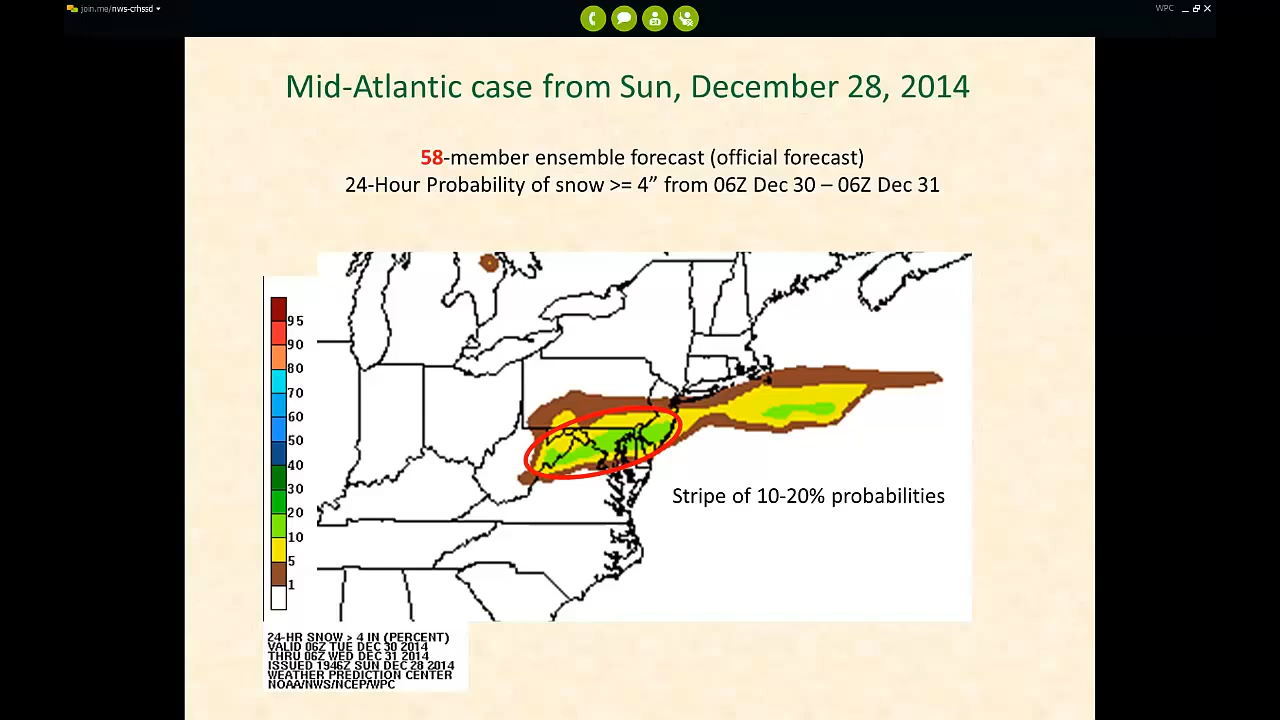 join.me/nws-crhssd
WPC
Mid-Atlantic case from Sun, December 28, 2014
58-member ensemble forecast (official forecast)
24-Hour Probability of snow >= 4” from 06Z Dec 30 – 06Z Dec 31
95
90
80
70
60
50
40
30
20
10
5
1
Stripe of 10-20% probabilities
24-HR SNOW > 4 IN (PERCENT)
VALID 06Z TUE DEC 30 2014
THRU 06Z WED DEC 31 2014
ISSUED 1946Z SUN DEC 28 2014
WEATHER PREDICTION CENTER
NOAA/NWS/NCEP/WPC